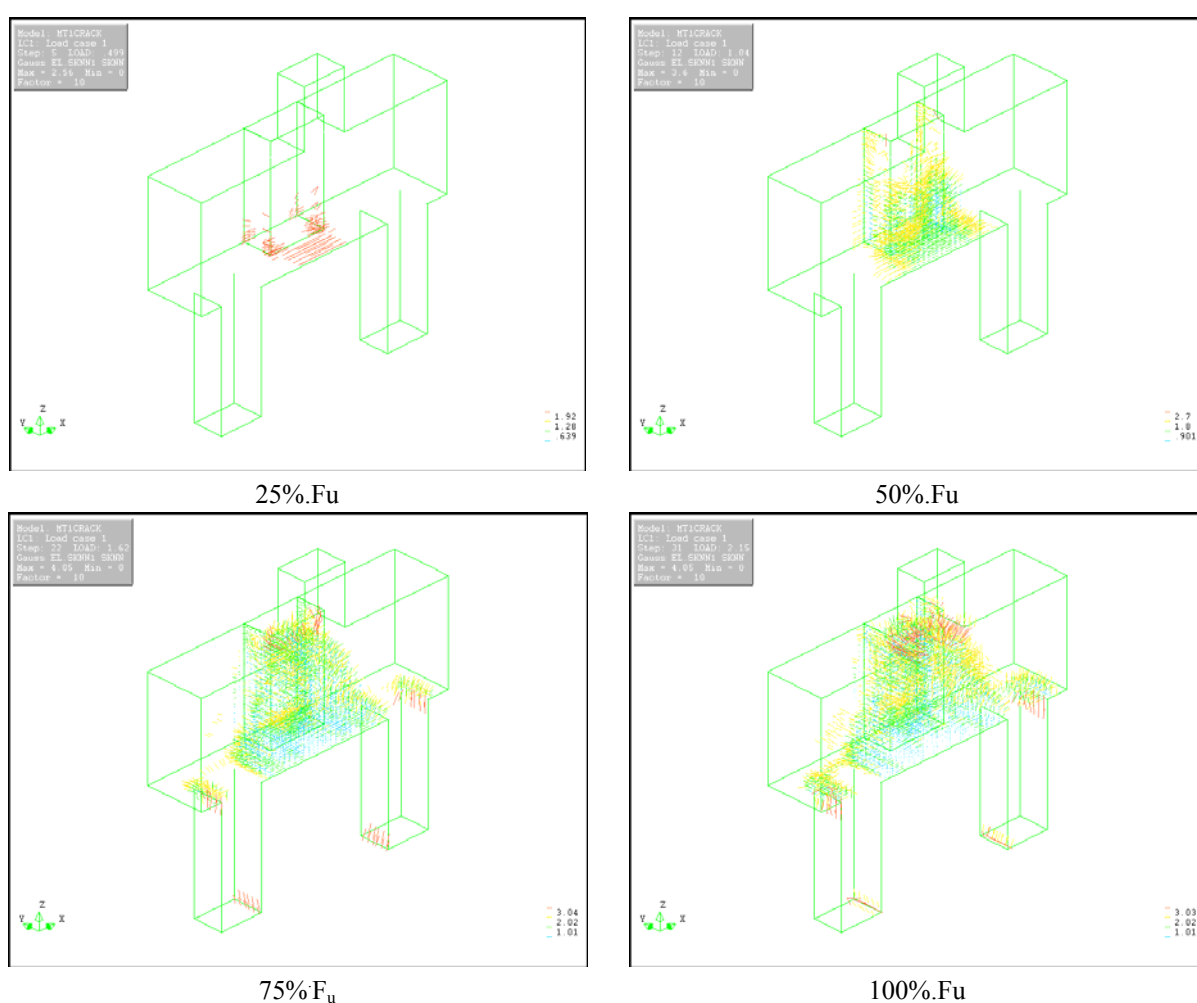 Model: MT1CRACK
LC1: Load case 1
Step: 5 LOAD: .499
Gauss EL SKNN1 SKNN
Max = 2.56 Min = 0
Factor = 10
Z
Y X
1.92
1.28
.639
25%.Fu
Model: MT1CRACK
LC1: Load case 1
Step: 12 LOAD: 1.04
Gauss EL SKNN1 SKNN
Max = 3.6 Min = 0
Factor = 10
Z
Y X
2.7
1.8
.901
50%.Fu
Model: MT1CRACK
LC1: Load case 1
Step: 22 LOAD: 1.62
Gauss EL SKNN1 SKNN
Max = 4.05 Min = 0
Factor = 10
Z
Y X
3.04
2.02
1.01
75%.Fu
Model: MT1CRACK
LC1: Load case 1
Step: 31 LOAD: 2.15
Gauss EL SKNN1 SKNN
Max = 4.05 Min = 0
Factor = 10
Z
Y X
3.03
2.02
1.01
100%.Fu